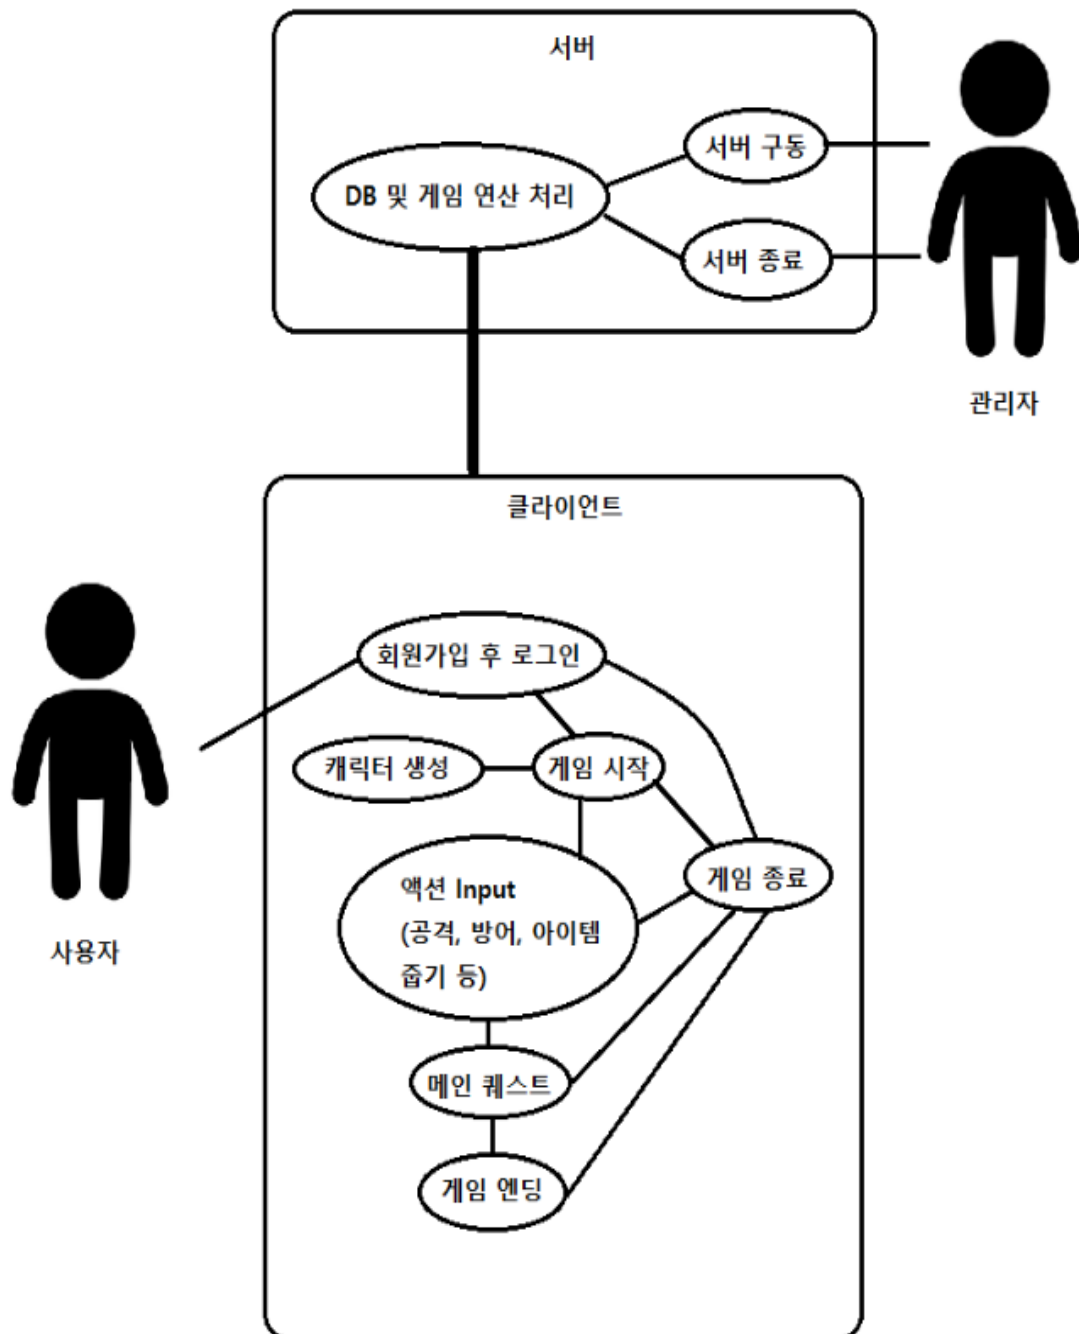 서버
서버 구동
DB 및 게임 연산 처리
서버 종료
관리자
클라이언트
회원가입 후 로그인
캐릭터 생성
게임 시작
게임 종료
액션 Input
(공격, 방어, 아이템
줍기 등)
사용자
메인 퀘스트
게임 엔딩